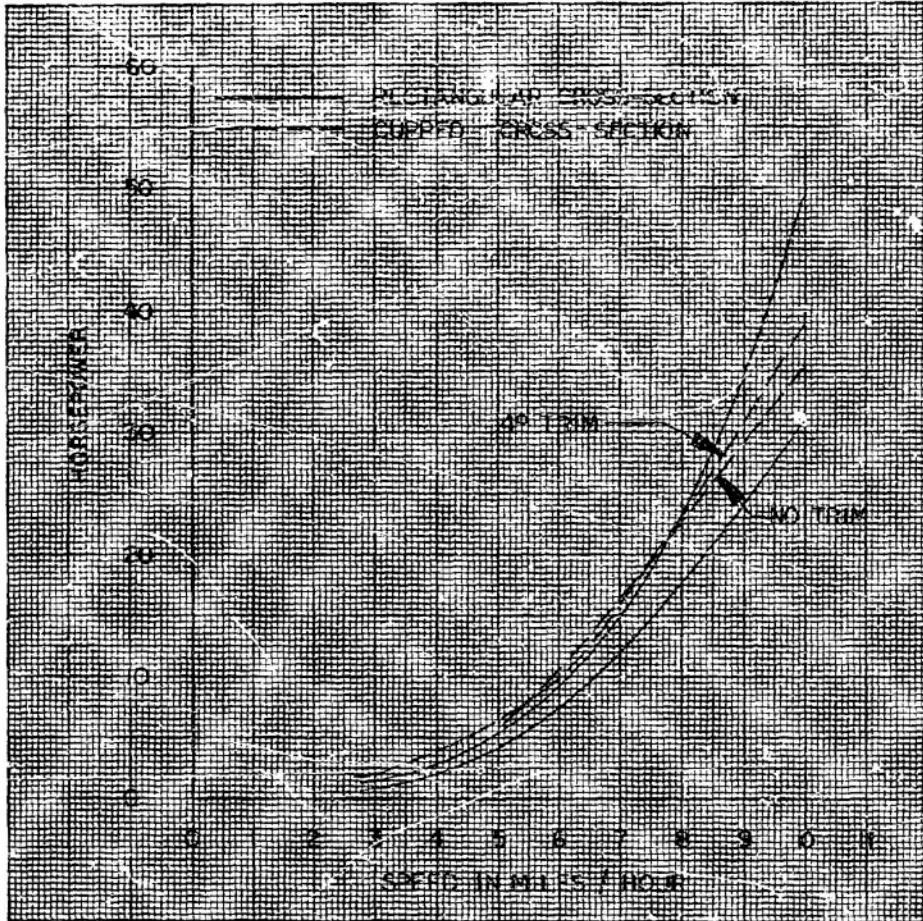 60
RECTANGULAR CROSS-SECTION
CUPPED CROSS-SECTION
50
40
HORSEPOWER
30
4° TRIM
NO TRIM
20
10
0
0 2 3 4 5 6 7 8 9 10 11
SPEED IN MILES / HOUR